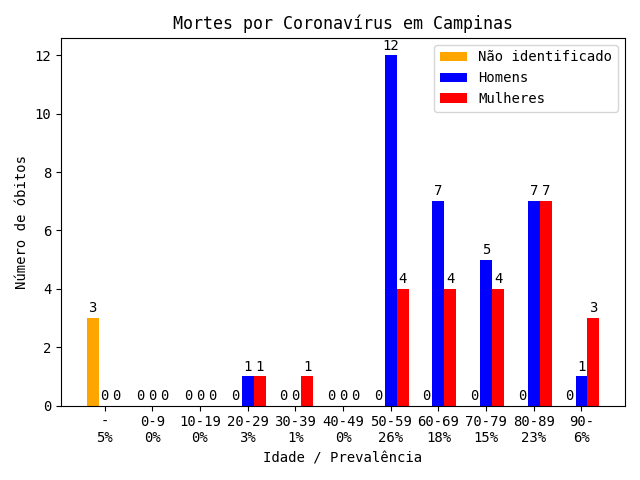 Mortes por Coronavírus em Campinas
Número de óbitos
12
10
8
6
4
2
0
Não identificado
Homens
Mulheres
3 0 0
0 0 0
0 0 0
0 1 1
0 0 1
0 0 0
0 12 4
0 7 4
0 5 4
0 7 7
0 1 3
- 0-9 10-19 20-29 30-39 40-49 50-59 60-69 70-79 80-89 90-
5% 0% 0% 3% 1% 0% 26% 18% 15% 23% 6%
Idade / Prevalência